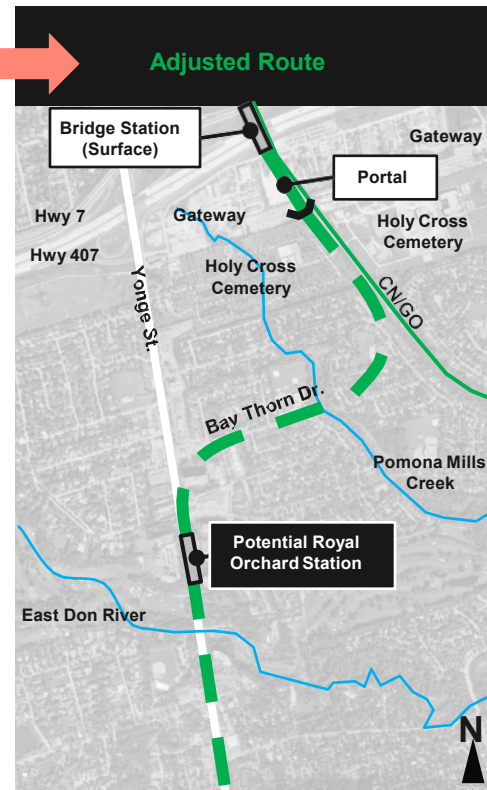 Adjusted Route
Bridge Station
(Surface)
Gateway
Portal
Hwy 7
Gateway
Holy Cross
Cemetery
Hwy 407
Holy Cross
Cemetery
Yonge St.
CN/GO
Bay Thorn Dr.
Pomona Mills
Creek
Potential Royal
Orchard Station
East Don River
N